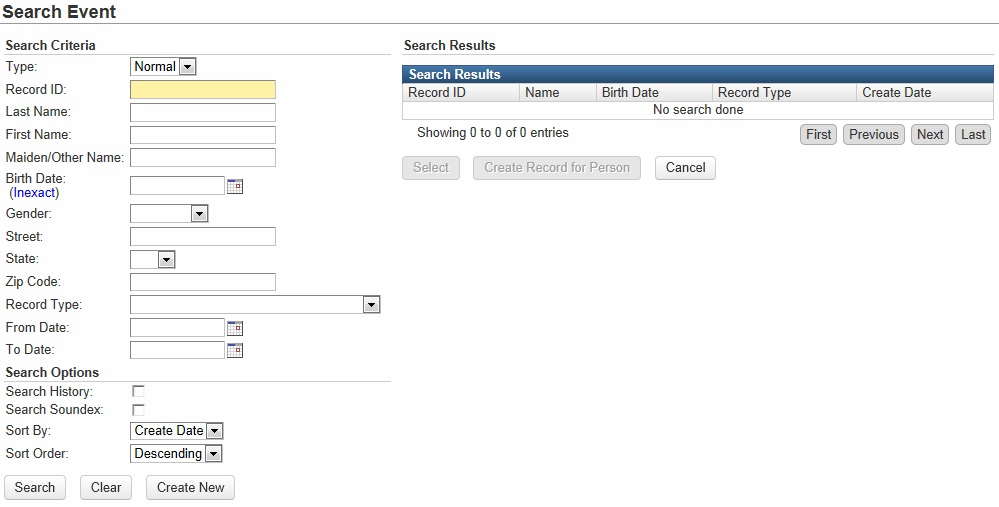 Search Event
Search Criteria
Type: Normal
Record ID:
Last Name:
First Name:
Maiden/Other Name:
Birth Date:
(Inexact)
Gender:
Street:
State:
Zip Code:
Record Type:
From Date:
To Date:
Search Options
Search History:
Search Soundex:
Sort By: Create Date
Sort Order: Descending
Search Clear Create New
Search Results
Search Results
Record ID Name Birth Date Record Type Create Date
No search done
Showing 0 to 0 of 0 entries First Previous Next Last
Select Create Record for Person Cancel